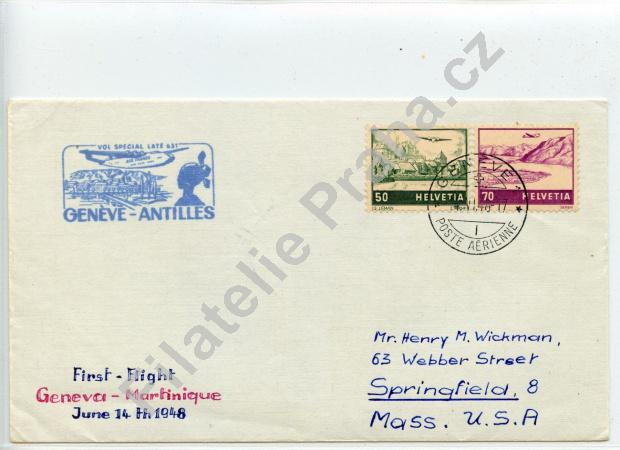 VOL SPECIAL LATÉ 631
AIR FRANCE
GENÈVE-ANTILLES
50 HELVETIA
70 HELVETIA
GENÈVE 1
POSTE AÉRIENNE
Mr. Henry M. Wickman,
63 Webber Street
Springfield, 8
Mass. U.S.A
First-Flight
Geneva - Martinique
June 14 th 1948
Filatelie Praha.cz